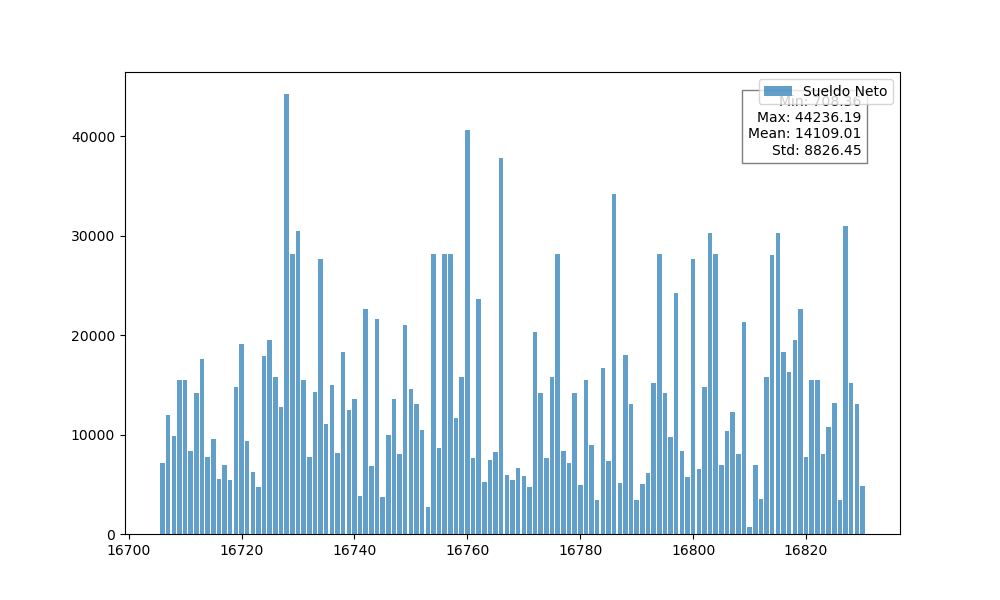 Sueldo Neto
Min: 708.36
Max: 44236.19
Mean: 14109.01
Std: 8826.45
40000
30000
20000
10000
0
16700 16720 16740 16760 16780 16800 16820